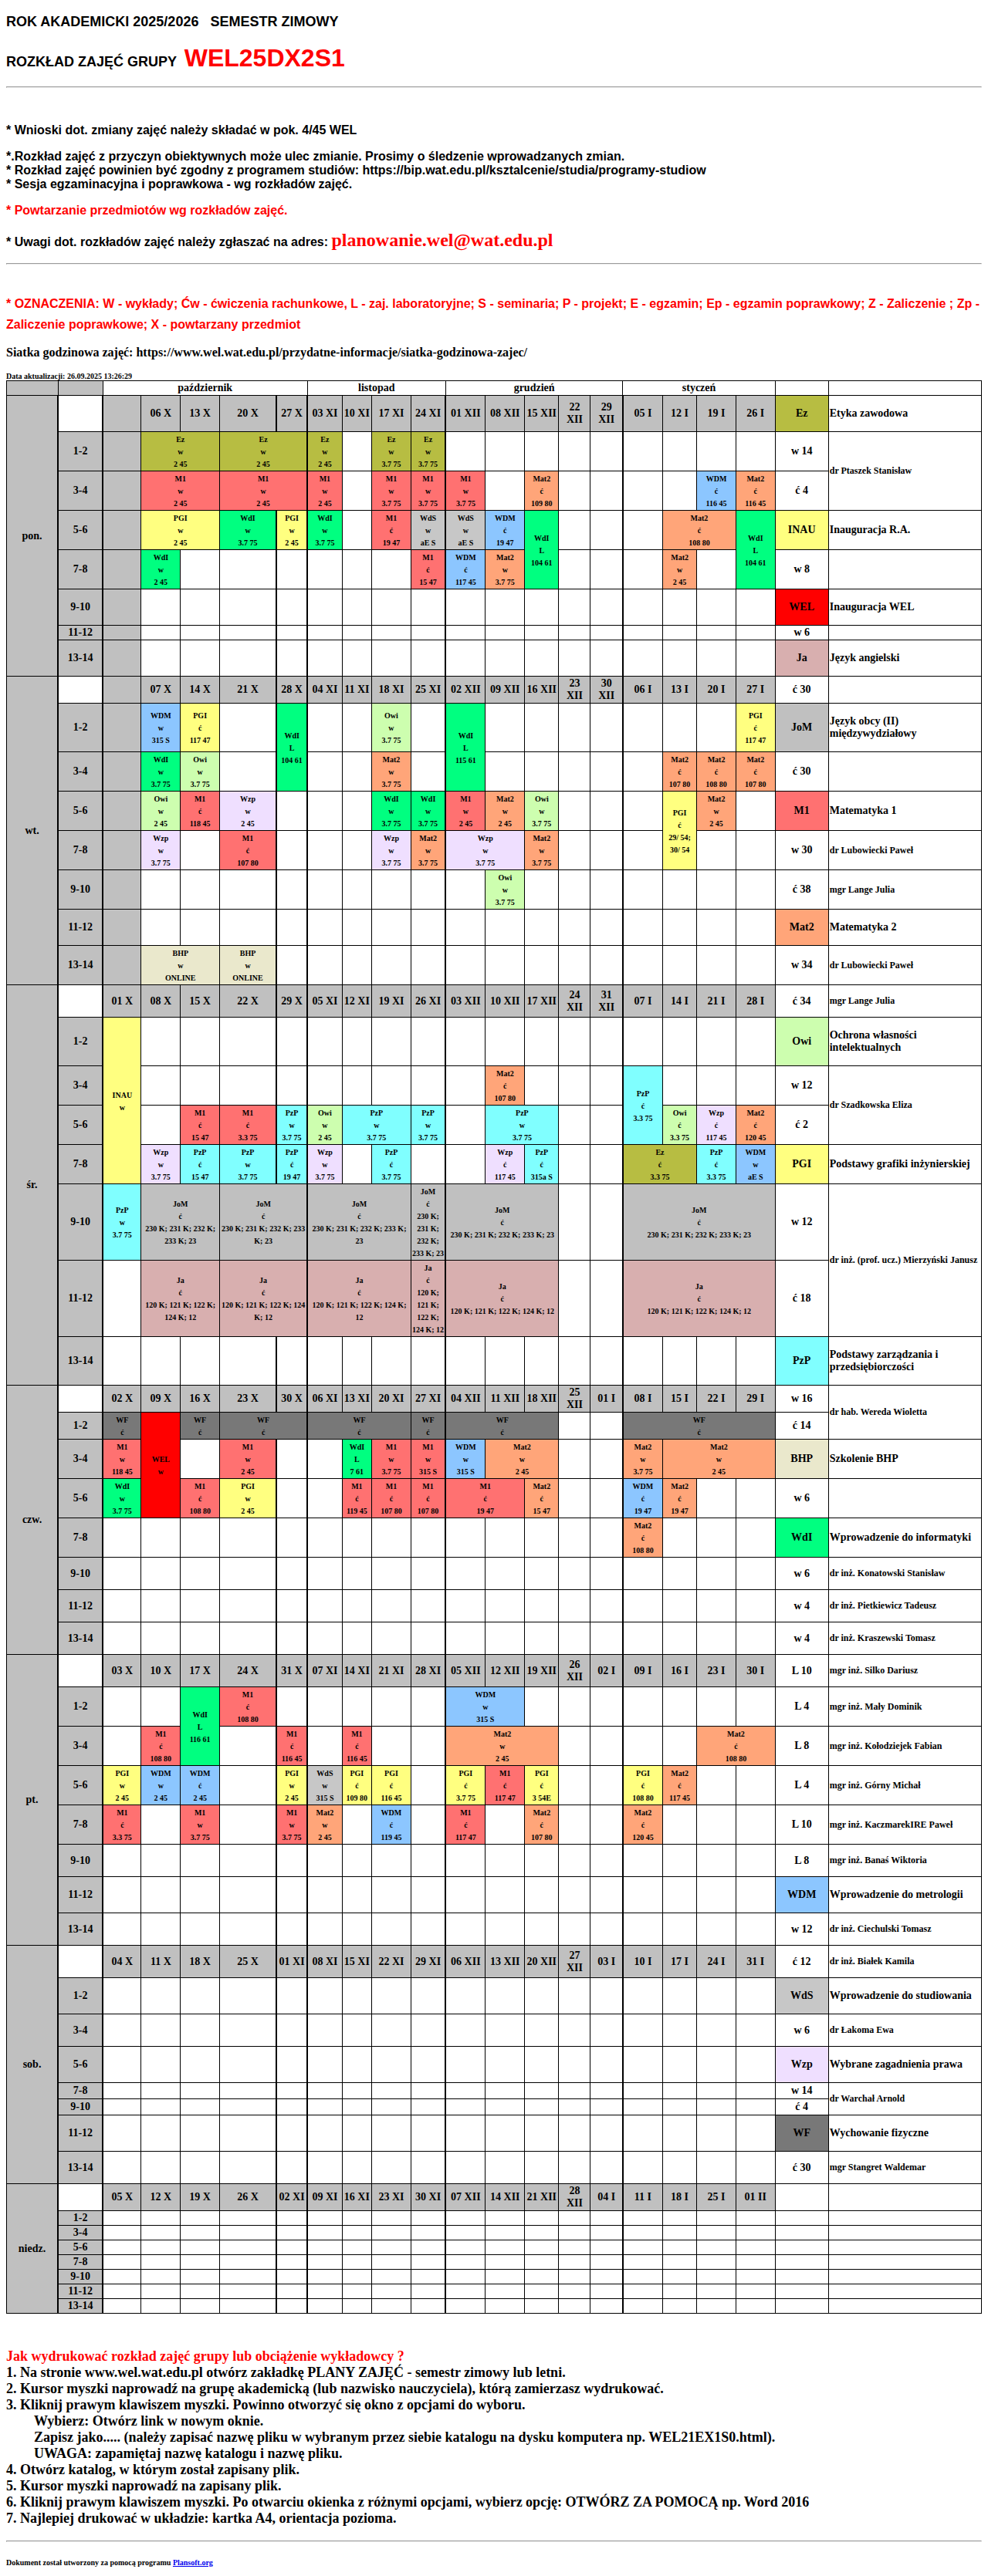 ROK AKADEMICKI 2025/2026 SEMESTR ZIMOWY
ROZKŁAD ZAJĘĆ GRUPY WEL25DX2S1
* Wnioski dot. zmiany zajęć należy składać w pok. 4/45 WEL
*.Rozkład zajęć z przyczyn obiektywnych może ulec zmianie. Prosimy o śledzenie wprowadzanych zmian.
* Rozkład zajęć powinien być zgodny z programem studiów: https://bip.wat.edu.pl/ksztalcenie/studia/programy-studiow
* Sesja egzaminacyjna i poprawkowa - wg rozkładów zajęć.
* Powtarzanie przedmiotów wg rozkładów zajęć.
* Uwagi dot. rozkładów zajęć należy zgłaszać na adres: planowanie.wel@wat.edu.pl
* OZNACZENIA: W - wykłady; Ćw - ćwiczenia rachunkowe, L - zaj. laboratoryjne; S - seminaria; P - projekt; E - egzamin; Ep - egzamin poprawkowy; Z - Zaliczenie ; Zp -
Zaliczenie poprawkowe; X - powtarzany przedmiot
Siatka godzinowa zajęć: https://www.wel.wat.edu.pl/przydatne-informacje/siatka-godzinowa-zajec/
Data aktualizacji: 26.09.2025 13:26:29
październik listopad grudzień styczeń
pon. 06 X 13 X 20 X 27 X 03 XI 10 XI 17 XI 24 XI 01 XII 08 XII 15 XII 22 XII 29 XII 05 I 12 I 19 I 26 I Ez Etyka zawodowa
1-2 Ez w 2 45 Ez w 2 45 Ez w 2 45 Ez w 3.7 75 Ez w 3.7 75 w 14 dr Ptaszek Stanisław
3-4 M1 w 2 45 M1 w 2 45 M1 w 2 45 M1 w 3.7 75 M1 w 3.7 75 M1 w 3.7 75 Mat2 ć 109 80 WDM ć 116 45 Mat2 ć 116 45 ć 4
5-6 PGI w 2 45 WdI w 3.7 75 PGI w 2 45 WdI w 3.7 75 M1 ć 19 47 WdS w aE S WdS w aE S WDM ć 19 47 WdI L 104 61 Mat2 ć 108 80 WdI L 104 61 INAU Inauguracja R.A.
7-8 WdI w 2 45 M1 ć 15 47 WDM ć 117 45 Mat2 w 3.7 75 Mat2 w 2 45 w 8
9-10 WEL Inauguracja WEL
11-12 w 6
13-14 Ja Język angielski
wt. 07 X 14 X 21 X 28 X 04 XI 11 XI 18 XI 25 XI 02 XII 09 XII 16 XII 23 XII 30 XII 06 I 13 I 20 I 27 I ć 30
1-2 WDM w 315 S PGI ć 117 47 WdI L 104 61 Owi w 3.7 75 WdI L 115 61 PGI ć 117 47 JoM Język obcy (II) międzywydziałowy
3-4 WdI w 3.7 75 Owi w 3.7 75 Mat2 w 3.7 75 Mat2 ć 107 80 Mat2 ć 108 80 Mat2 ć 107 80 ć 30
5-6 Owi w 2 45 M1 ć 118 45 Wzp w 2 45 WdI w 3.7 75 WdI w 3.7 75 M1 w 2 45 Mat2 w 2 45 Owi w 3.7 75 PGI ć 29/ 54; 30/ 54 Mat2 w 2 45 M1 Matematyka 1
7-8 Wzp w 3.7 75 M1 ć 107 80 Wzp w 3.7 75 Mat2 w 3.7 75 Wzp w 3.7 75 Mat2 w 3.7 75 w 30 dr Lubowiecki Paweł
9-10 Owi w 3.7 75 ć 38 mgr Lange Julia
11-12 Mat2 Matematyka 2
13-14 BHP w ONLINE BHP w ONLINE w 34 dr Lubowiecki Paweł
śr. 01 X 08 X 15 X 22 X 29 X 05 XI 12 XI 19 XI 26 XI 03 XII 10 XII 17 XII 24 XII 31 XII 07 I 14 I 21 I 28 I ć 34 mgr Lange Julia
1-2 INAU w Owi Ochrona własności intelektualnych
3-4 Mat2 ć 107 80 PzP ć 3.3 75 w 12 dr Szadkowska Eliza
5-6 M1 ć 15 47 M1 ć 3.3 75 PzP w 3.7 75 Owi w 2 45 PzP w 3.7 75 PzP w 3.7 75 PzP w 3.7 75 Owi ć 3.3 75 Wzp ć 117 45 Mat2 ć 120 45 ć 2
7-8 Wzp w 3.7 75 PzP ć 15 47 PzP w 3.7 75 PzP ć 19 47 Wzp w 3.7 75 PzP ć 3.7 75 Wzp ć 117 45 PzP ć 315a S Ez ć 3.3 75 PzP ć 3.3 75 WDM w aE S PGI Podstawy grafiki inżynierskiej
9-10 PzP w 3.7 75 JoM ć 230 K; 231 K; 232 K; 233 K; 23 JoM ć 230 K; 231 K; 232 K; 233 K; 23 JoM ć 230 K; 231 K; 232 K; 233 K; 23 JoM ć 230 K; 231 K; 232 K; 233 K; 23 JoM ć 230 K; 231 K; 232 K; 233 K; 23 JoM ć 230 K; 231 K; 232 K; 233 K; 23 w 12 dr inż. (prof. ucz.) Mierzyński Janusz
11-12 Ja ć 120 K; 121 K; 122 K; 124 K; 12 Ja ć 120 K; 121 K; 122 K; 124 K; 12 Ja ć 120 K; 121 K; 122 K; 124 K; 12 Ja ć 120 K; 121 K; 122 K; 124 K; 12 Ja ć 120 K; 121 K; 122 K; 124 K; 12 Ja ć 120 K; 121 K; 122 K; 124 K; 12 ć 18
13-14 PzP Podstawy zarządzania i przedsiębiorczości
czw. 02 X 09 X 16 X 23 X 30 X 06 XI 13 XI 20 XI 27 XI 04 XII 11 XII 18 XII 25 XII 01 I 08 I 15 I 22 I 29 I w 16 dr hab. Wereda Wioletta
1-2 WF ć WEL w WF ć WF ć WF ć WF ć WF ć WF ć ć 14
3-4 M1 w 118 45 M1 w 2 45 WdI L 7 61 M1 w 3.7 75 M1 w 315 S WDM w 315 S Mat2 w 2 45 Mat2 w 3.7 75 Mat2 w 2 45 BHP Szkolenie BHP
5-6 WdI w 3.7 75 M1 ć 108 80 PGI w 2 45 M1 ć 119 45 M1 ć 107 80 M1 ć 107 80 M1 ć 19 47 Mat2 ć 15 47 WDM ć 19 47 Mat2 ć 19 47 w 6
7-8 Mat2 ć 108 80 WdI Wprowadzenie do informatyki
9-10 w 6 dr inż. Konatowski Stanisław
11-12 w 4 dr inż. Pietkiewicz Tadeusz
13-14 w 4 dr inż. Kraszewski Tomasz
pt. 03 X 10 X 17 X 24 X 31 X 07 XI 14 XI 21 XI 28 XI 05 XII 12 XII 19 XII 26 XII 02 I 09 I 16 I 23 I 30 I L 10 mgr inż. Silko Dariusz
1-2 WdI L 116 61 M1 ć 108 80 WDM w 315 S L 4 mgr inż. Mały Dominik
3-4 M1 ć 108 80 M1 ć 116 45 M1 ć 116 45 Mat2 w 2 45 Mat2 ć 108 80 L 8 mgr inż. Kołodziejek Fabian
5-6 PGI w 2 45 WDM w 2 45 WDM ć 2 45 PGI w 2 45 WdS w 315 S PGI ć 109 80 PGI ć 116 45 PGI ć 3.7 75 M1 ć 117 47 PGI ć 3 54E PGI ć 108 80 Mat2 ć 117 45 L 4 mgr inż. Górny Michał
7-8 M1 ć 3.3 75 M1 w 3.7 75 M1 w 3.7 75 Mat2 w 2 45 WDM ć 119 45 M1 ć 117 47 Mat2 ć 107 80 Mat2 ć 120 45 L 10 mgr inż. KaczmarekIRE Paweł
9-10 L 8 mgr inż. Banaś Wiktoria
11-12 WDM Wprowadzenie do metrologii
13-14 w 12 dr inż. Ciechulski Tomasz
sob. 04 X 11 X 18 X 25 X 01 XI 08 XI 15 XI 22 XI 29 XI 06 XII 13 XII 20 XII 27 XII 03 I 10 I 17 I 24 I 31 I ć 12 dr inż. Białek Kamila
1-2 WdS Wprowadzenie do studiowania
3-4 w 6 dr Łakoma Ewa
5-6 Wzp Wybrane zagadnienia prawa
7-8 w 14 dr Warchał Arnold
9-10 ć 4
11-12 WF Wychowanie fizyczne
13-14 ć 30 mgr Stangret Waldemar
niedz. 05 X 12 X 19 X 26 X 02 XI 09 XI 16 XI 23 XI 30 XI 07 XII 14 XII 21 XII 28 XII 04 I 11 I 18 I 25 I 01 II
1-2
3-4
5-6
7-8
9-10
11-12
13-14
Jak wydrukować rozkład zajęć grupy lub obciążenie wykładowcy ?
1. Na stronie www.wel.wat.edu.pl otwórz zakładkę PLANY ZAJĘĆ - semestr zimowy lub letni.
2. Kursor myszki naprowadź na grupę akademicką (lub nazwisko nauczyciela), którą zamierzasz wydrukować.
3. Kliknij prawym klawiszem myszki. Powinno otworzyć się okno z opcjami do wyboru.
Wybierz: Otwórz link w nowym oknie.
Zapisz jako..... (należy zapisać nazwę pliku w wybranym przez siebie katalogu na dysku komputera np. WEL21EX1S0.html).
UWAGA: zapamiętaj nazwę katalogu i nazwę pliku.
4. Otwórz katalog, w którym został zapisany plik.
5. Kursor myszki naprowadź na zapisany plik.
6. Kliknij prawym klawiszem myszki. Po otwarciu okienka z różnymi opcjami, wybierz opcję: OTWÓRZ ZA POMOCĄ np. Word 2016
7. Najlepiej drukować w układzie: kartka A4, orientacja pozioma.
Dokument został utworzony za pomocą programu Plansoft.org